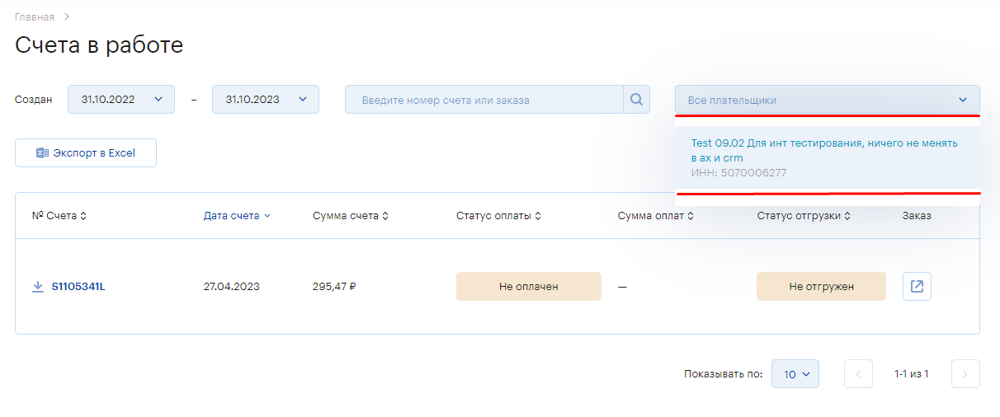 Главная
Счета в работе
Создан 31.10.2022 – 31.10.2023 Введите номер счета или заказа Все плательщики
Экспорт в Excel
Test 09.02 Для инт тестирования, ничего не менять
в ax и crm
ИНН: 5070006277
№ Счета Дата счета Сумма счета Статус оплаты Сумма оплат Статус отгрузки Заказ
S1105341L 27.04.2023 295,47 ₽ Не оплачен — Не отгружен
Показывать по: 10 1-1 из 1